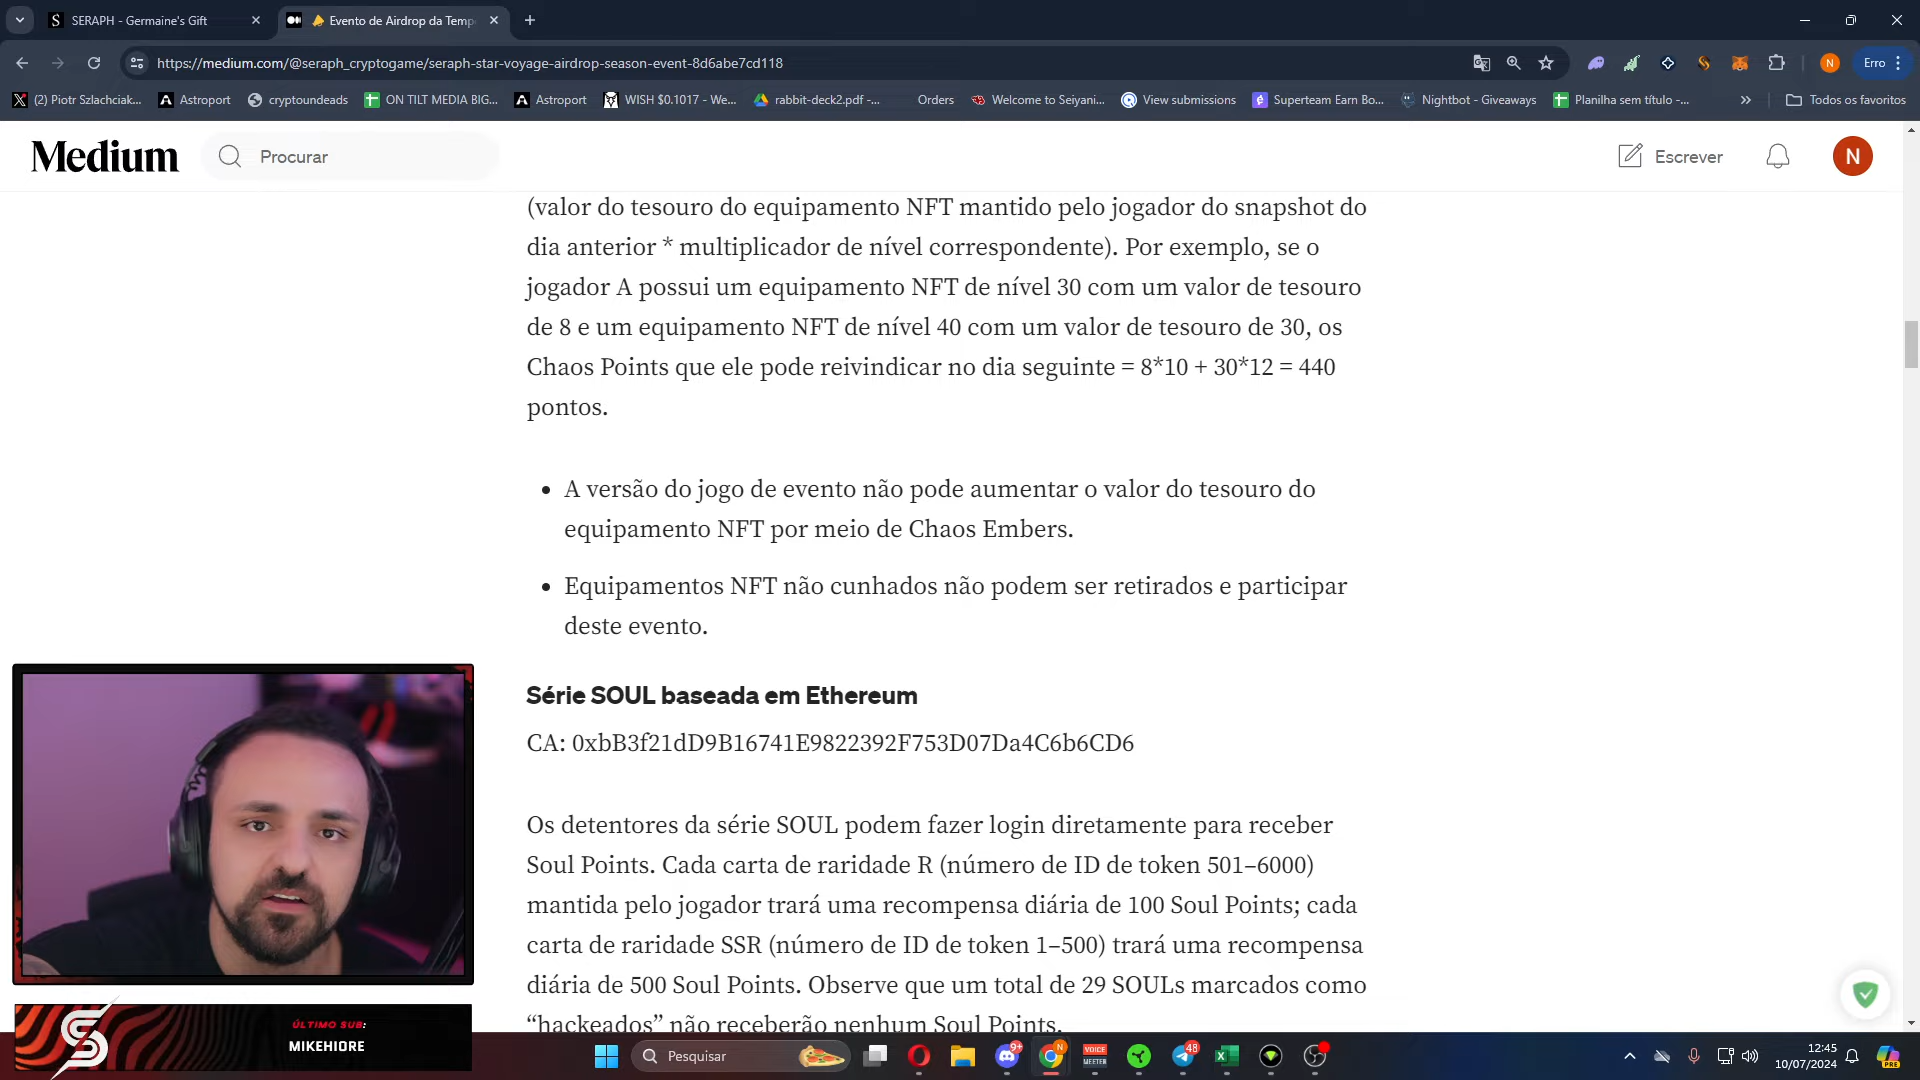 SERAPH - Germaine's Gift
Evento de Airdrop da Temp
https://medium.com/@seraph_cryptogame/seraph-star-voyage-airdrop-season-event-8d6abe7cd118
N
Erro
(2) Piotr Szlachciak...
Astroport
cryptoundeads
ON TILT MEDIA BIG...
Astroport
WISH $0.1017 - We...
rabbit-deck2.pdf -...
Orders
Welcome to Seiyani...
View submissions
Superteam Earn Bo...
Nightbot - Giveaways
Planilha sem título -...
Todos os favoritos
Medium
Procurar
Escrever
N
(valor do tesouro do equipamento NFT mantido pelo jogador do snapshot do
dia anterior * multiplicador de nível correspondente). Por exemplo, se o
jogador A possui um equipamento NFT de nível 30 com um valor de tesouro
de 8 e um equipamento NFT de nível 40 com um valor de tesouro de 30, os
Chaos Points que ele pode reivindicar no dia seguinte = 8*10 + 30*12 = 440
pontos.
• A versão do jogo de evento não pode aumentar o valor do tesouro do
equipamento NFT por meio de Chaos Embers.
• Equipamentos NFT não cunhados não podem ser retirados e participar
deste evento.
Série SOUL baseada em Ethereum
CA: 0xbB3f21dD9B16741E9822392F753D07Da4C6b6CD6
Os detentores da série SOUL podem fazer login diretamente para receber
Soul Points. Cada carta de raridade R (número de ID de token 501–6000)
mantida pelo jogador trará uma recompensa diária de 100 Soul Points; cada
carta de raridade SSR (número de ID de token 1–500) trará uma recompensa
diária de 500 Soul Points. Observe que um total de 29 SOULs marcados como
“hackeados” não receberão nenhum Soul Points.
ÚLTIMO SUB:
MIKEHIORE
Pesquisar
9+
N
VOICE
MEETER
48
12:45
10/07/2024
PRE